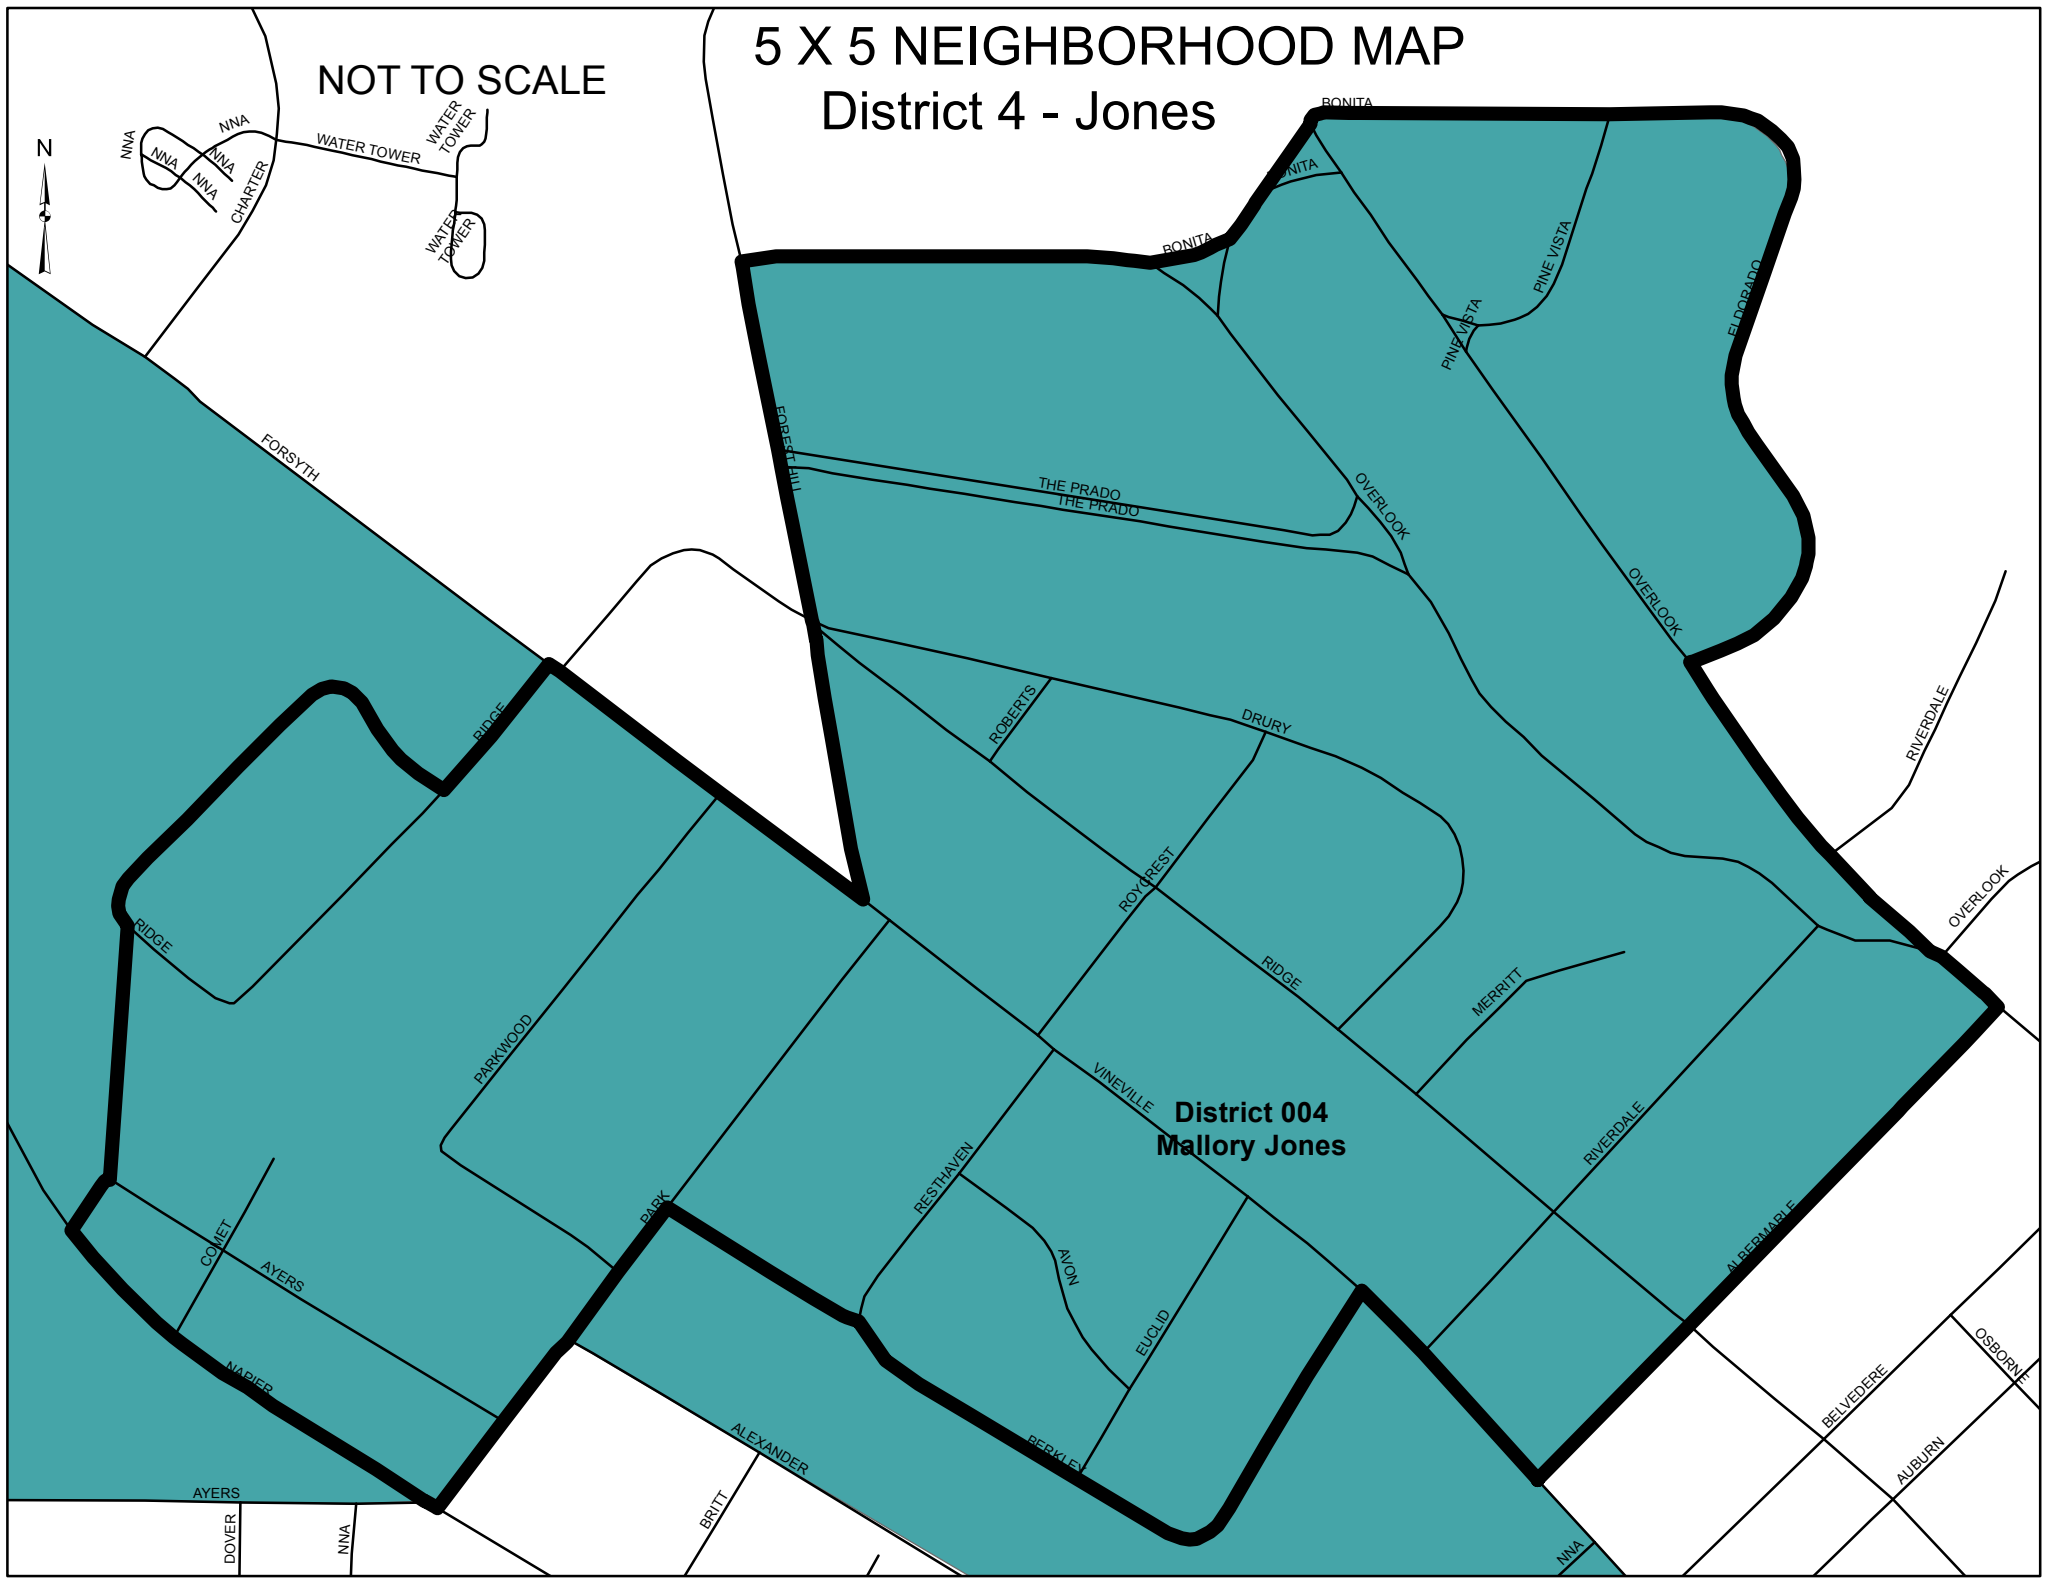 5 X 5 NEIGHBORHOOD MAP
District 4 - Jones
NOT TO SCALE
N
NNA
NNA
NNA
NNA
NNA
CHARTER
WATER TOWER
WATER
TOWER
WATER
TOWER
BONITA
BONITA
BONITA
PINE VISTA
PINE VISTA
ELDORADO
FOREST HILL
FORSYTH
THE PRADO
THE PRADO
OVERLOOK
OVERLOOK
RIVERDALE
ROBERTS
DRURY
RIDGE
RIDGE
ROYCREST
OVERLOOK
RIDGE
MERRITT
PARKWOOD
VINEVILLE
District 004
Mallory Jones
RIVERDALE
RESTHAVEN
PARK
COMET
AYERS
AVON
EUCLID
ALBERMARLE
NAPIER
BELVEDERE
OSBORNE
AUBURN
ALEXANDER
BERKLEY
AYERS
BRITT
DOVER
NNA
NNA